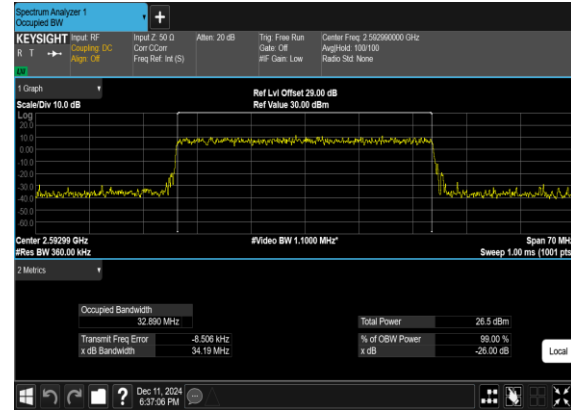 Spectrum Analyzer 1
Occupied BW
+
KEYSIGHT
R T
LU
Input: RF
Coupling: DC
Align: Off
Input Z: 50 Ω
Corr CCorr
Freq Ref: Int (S)
Atten: 20 dB
Trig: Free Run
Gate: Off
#IF Gain: Low
Center Freq: 2.592990000 GHz
Avg|Hold: 100/100
Radio Std: None
1 Graph
Scale/Div 10.0 dB
Ref Lvl Offset 29.00 dB
Ref Value 30.00 dBm
Log
20.0
10.0
0.00
-10.0
-20.0
-30.0
-40.0
-50.0
-60.0
Center 2.59299 GHz
#Res BW 360.00 kHz
#Video BW 1.1000 MHz*
Span 70 MHz
Sweep 1.00 ms (1001 pts
2 Metrics
Occupied Bandwidth
32.890 MHz
Transmit Freq Error -8.506 kHz
x dB Bandwidth 34.19 MHz
Total Power 26.5 dBm
% of OBW Power 99.00 %
x dB -26.00 dB
Local
?
Dec 11, 2024
6:37:06 PM